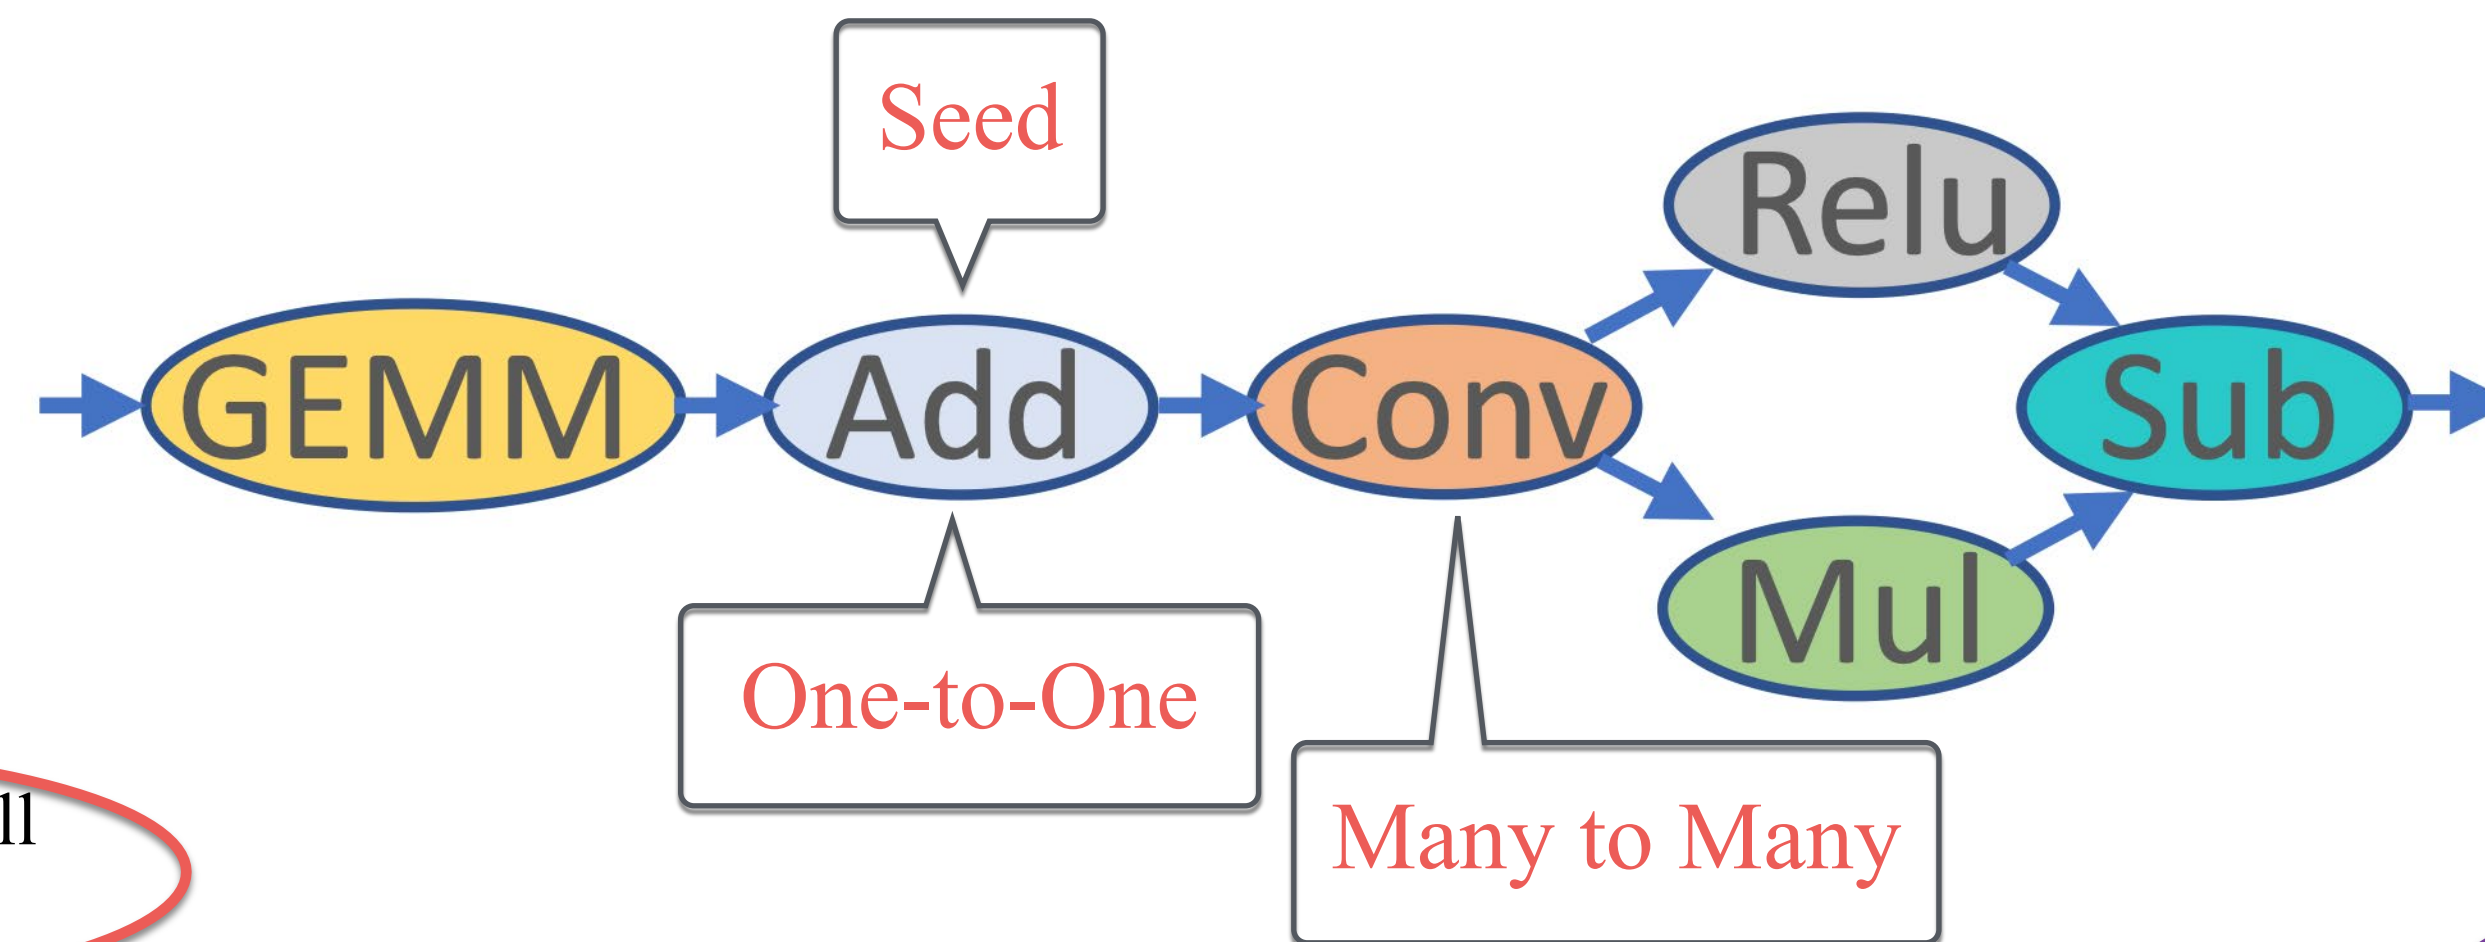 Seed
Relu
GEMM
Add
Conv
Sub
Mul
One-to-One
Many to Many